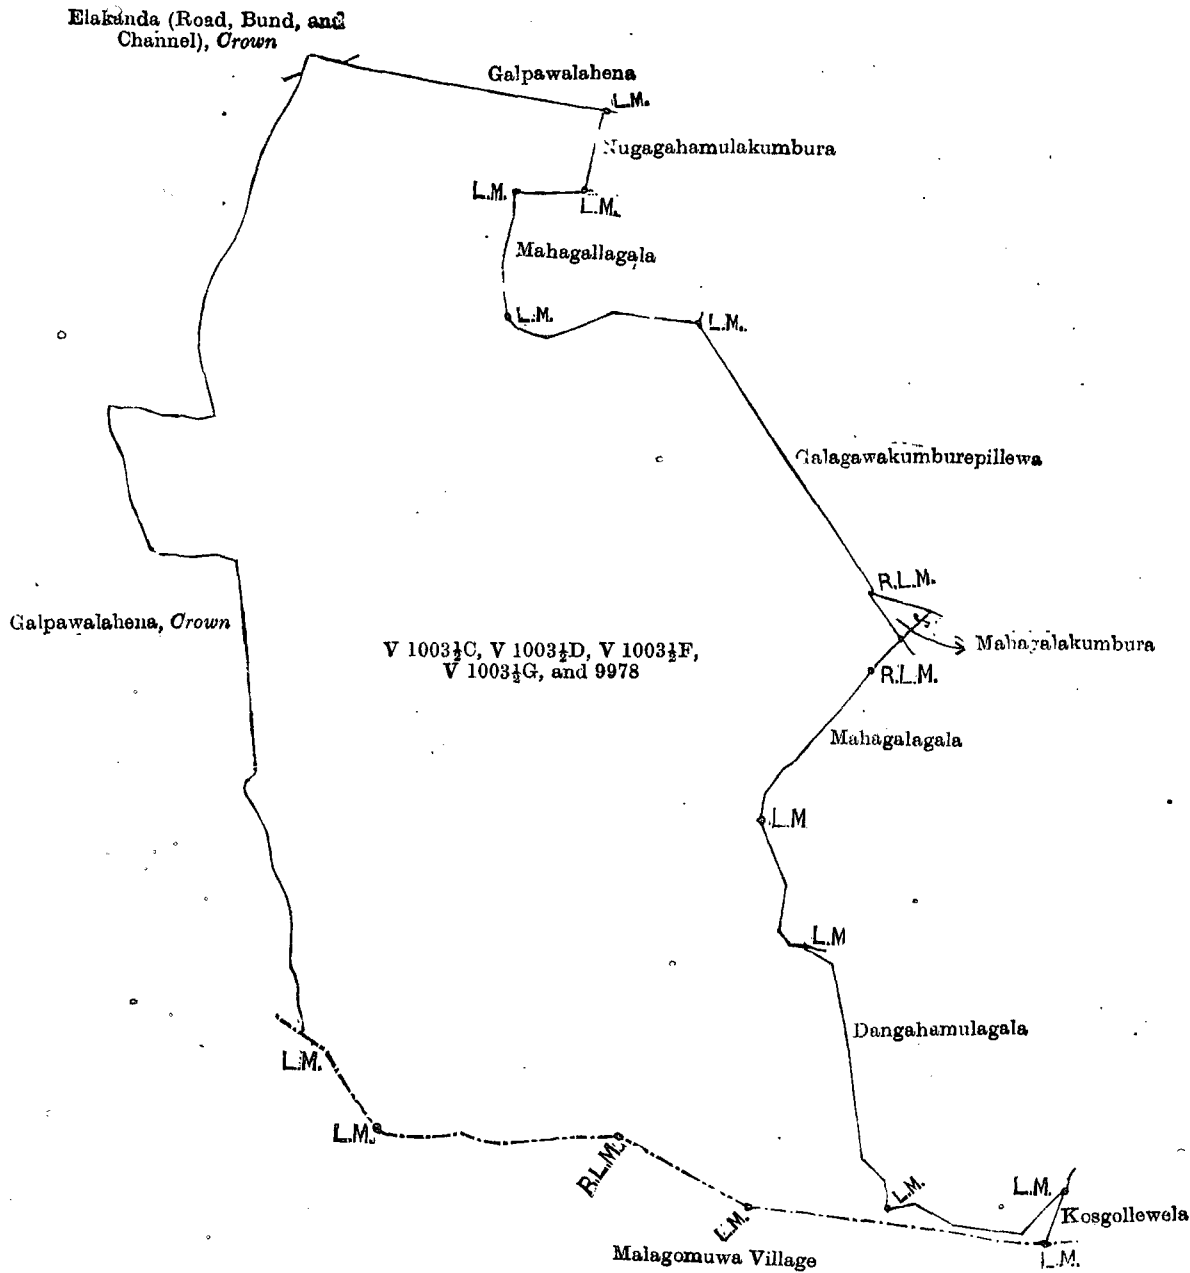 Elakanda (Road, Bund, and
Channel), Crown
Galpawalahena
L.M.
Nugagahamulakumbura
L.M.
L.M.
Mahagallagala
L.M.
L.M.
Galagawakumburepillewa
R.L.M.
Galpawalahena, Crown
V 1003½C, V 1003½D, V 1003½F,
V 1003½G, and 9978
Mahagalakumbura
R.L.M.
Mahagalagala
L.M
L.M
Dangahamulagala
L.M.
L.M.
R.L.M.
L.M.
L.M.
L.M.
Kosgollewela
L.M.
Malagomuwa Village